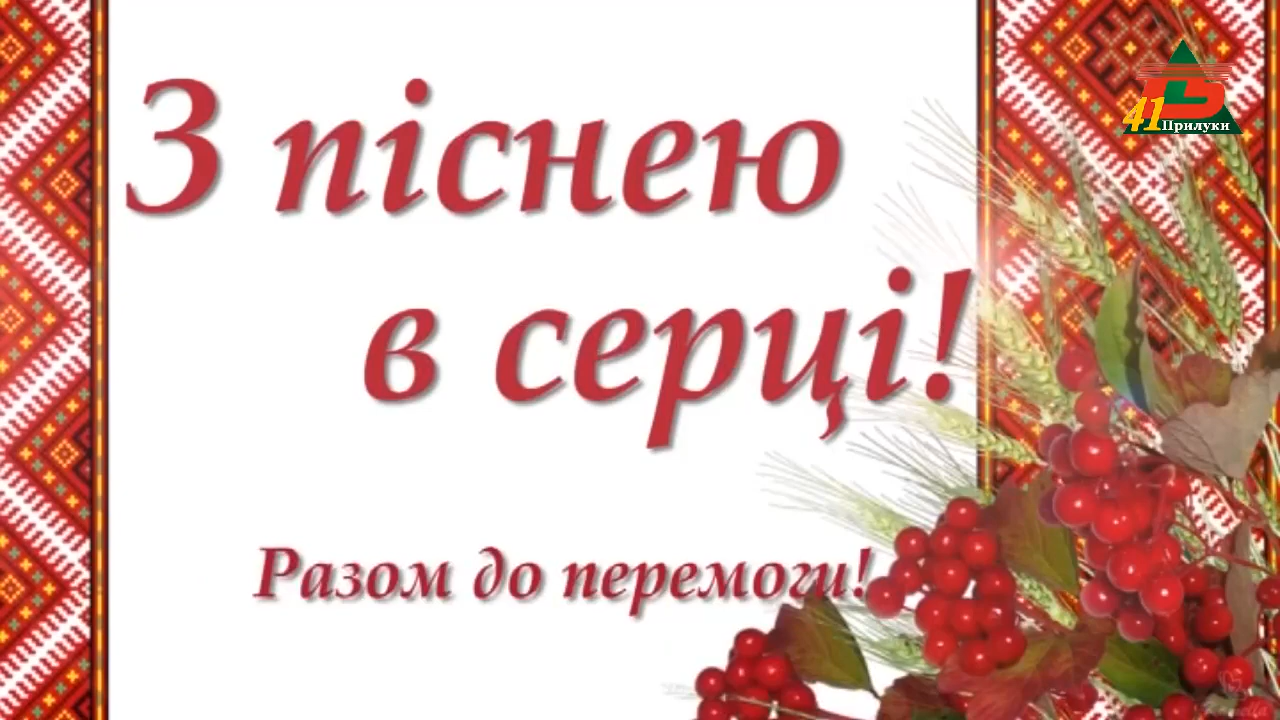 З піснею
в серці!
Разом до перемоги!
41 Прилуки